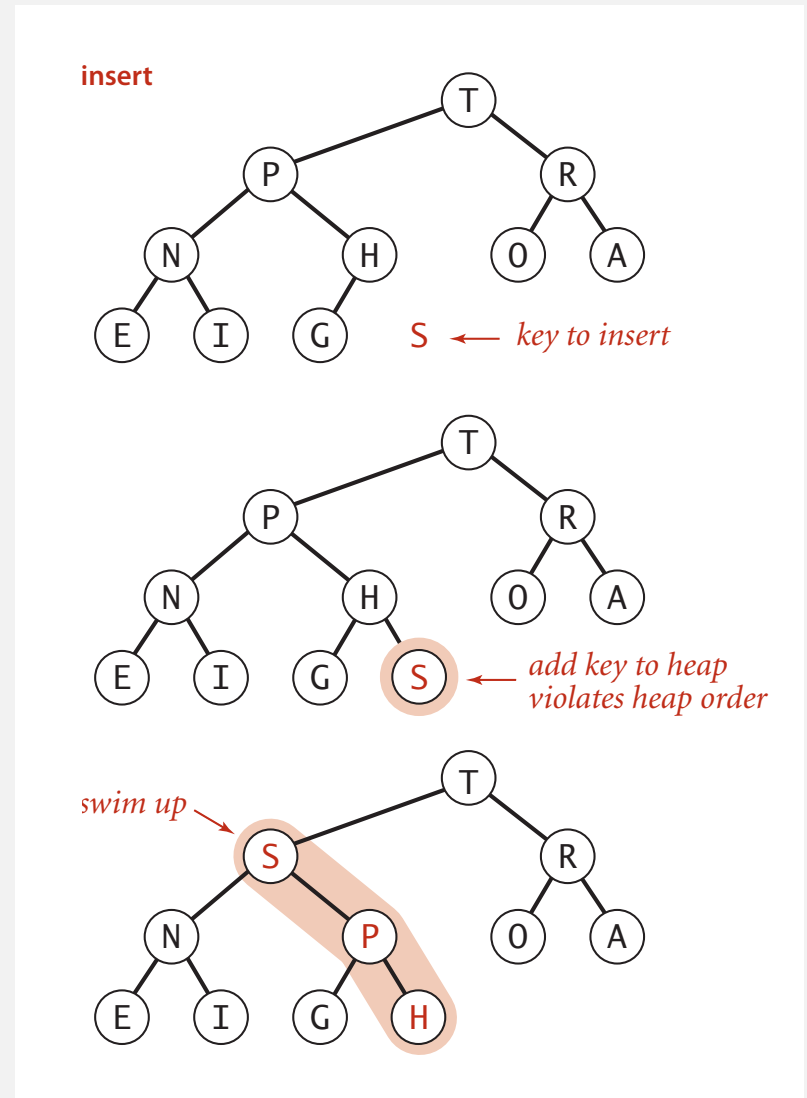 insert
T
P R
N H O A
E I G S key to insert
T
P R
N H O A
E I G S add key to heap
violates heap order
T
swim up
S R
N P O A
E I G H